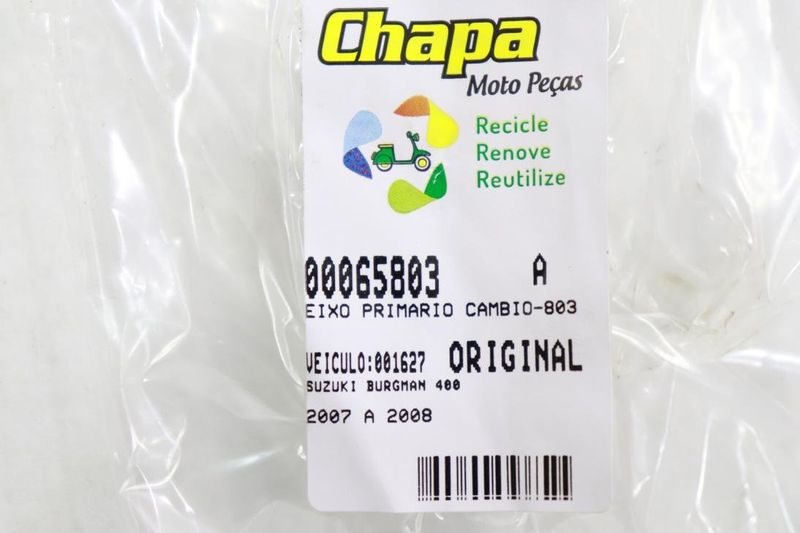 Chapa
Moto Peças
Recicle
Renove
Reutilize
00065803 A
EIXO PRIMARIO CAMBIO-803
VEICULO:001627 ORIGINAL
SUZUKI BURGMAN 400
2007 A 2008